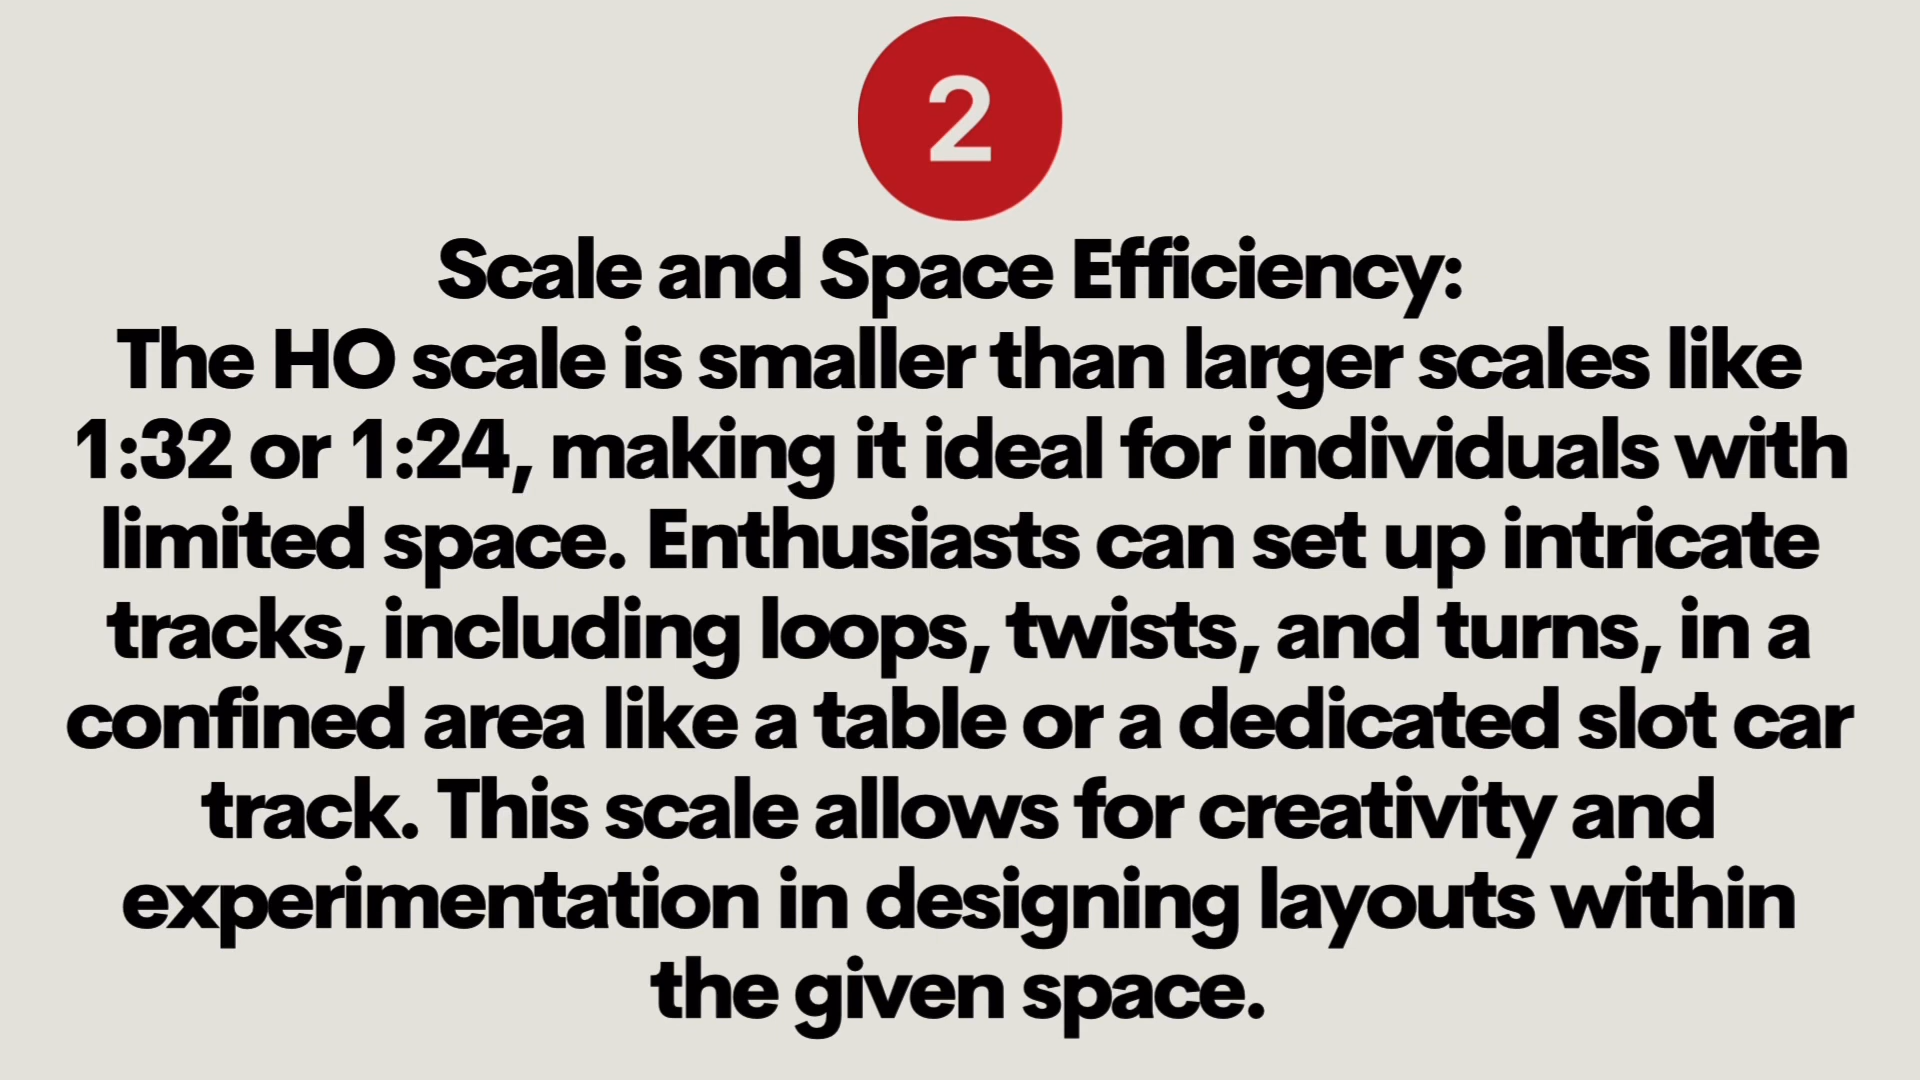 2
Scale and Space Efficiency:
The HO scale is smaller than larger scales like
1:32 or 1:24, making it ideal for individuals with
limited space. Enthusiasts can set up intricate
tracks, including loops, twists, and turns, in a
confined area like a table or a dedicated slot car
track. This scale allows for creativity and
experimentation in designing layouts within
the given space.